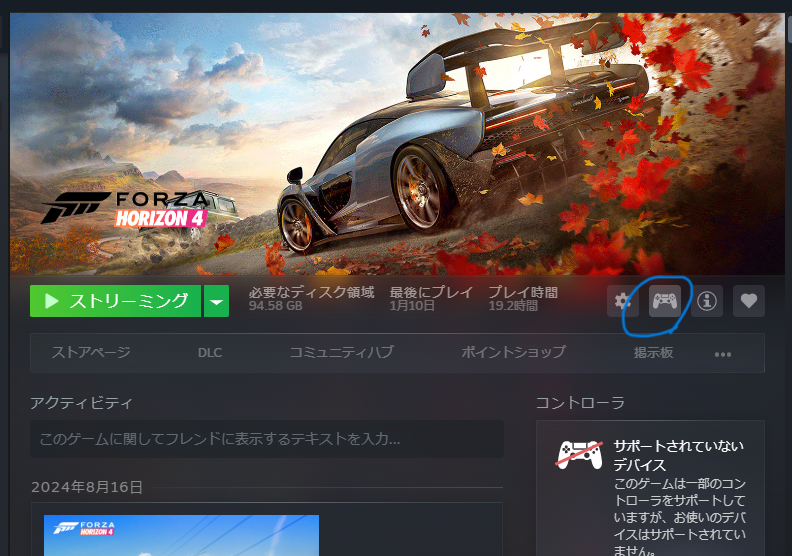 FORZA
HORIZON 4
ストリーミング
必要なディスク領域
94.58 GB
最後にプレイ
1月10日
プレイ時間
19.2時間
ストアページ
DLC
コミュニティハブ
ポイントショップ
掲示板
アクティビティ
このゲームに関してフレンドに表示するテキストを入力...
2024年8月16日
FORZA
HORIZON 4
コントローラ
サポートされていない
デバイス
このゲームは一部のコン
トローラをサポートして
いますが、お使いのデバ
イスはサポートされてい
ません。